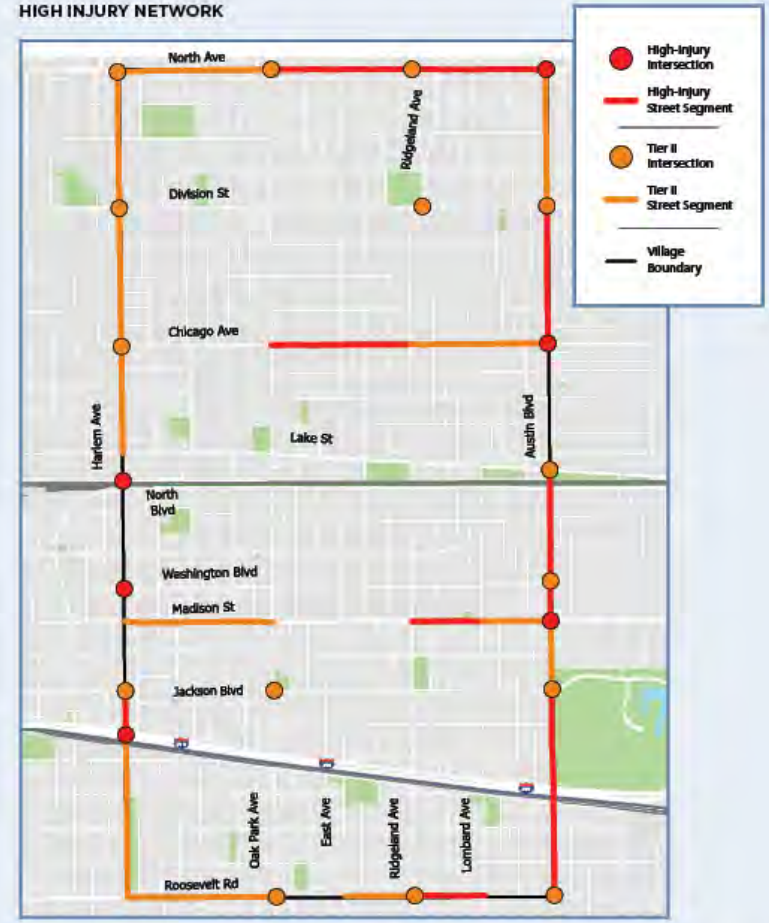 HIGH INJURY NETWORK
High-Injury
Intersection
High-Injury
Street Segment
Tier II
Intersection
Tier II
Street Segment
Village
Boundary
North Ave
Ridgeland Ave
Division St
Chicago Ave
Harlem Ave
Austin Blvd
Lake St
North
Blvd
Washington Blvd
Madison St
Jackson Blvd
Oak Park Ave
East Ave
Ridgeland Ave
Lombard Ave
Roosevelt Rd